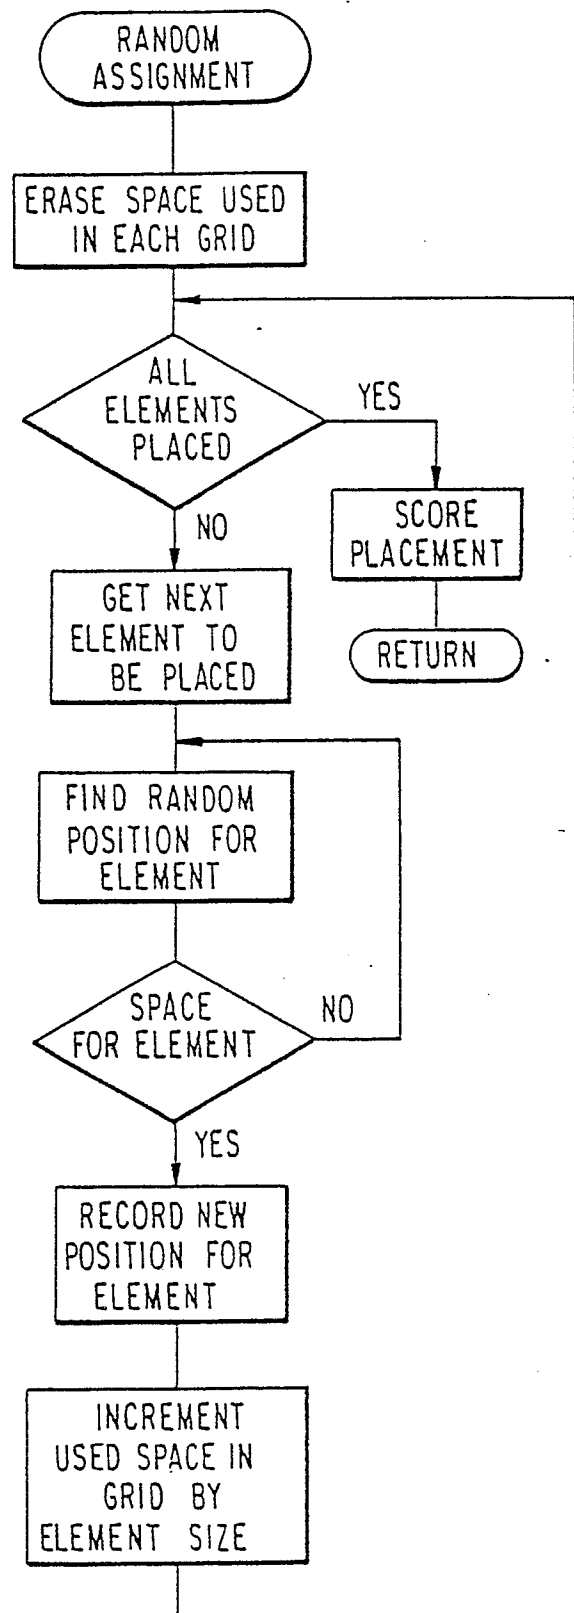 RANDOM
ASSIGNMENT
ERASE SPACE USED
IN EACH GRID
ALL
ELEMENTS
PLACED
YES
NO
SCORE
PLACEMENT
RETURN
GET NEXT
ELEMENT TO
BE PLACED
FIND RANDOM
POSITION FOR
ELEMENT
SPACE
FOR ELEMENT
NO
YES
RECORD NEW
POSITION FOR
ELEMENT
INCREMENT
USED SPACE IN
GRID BY
ELEMENT SIZE